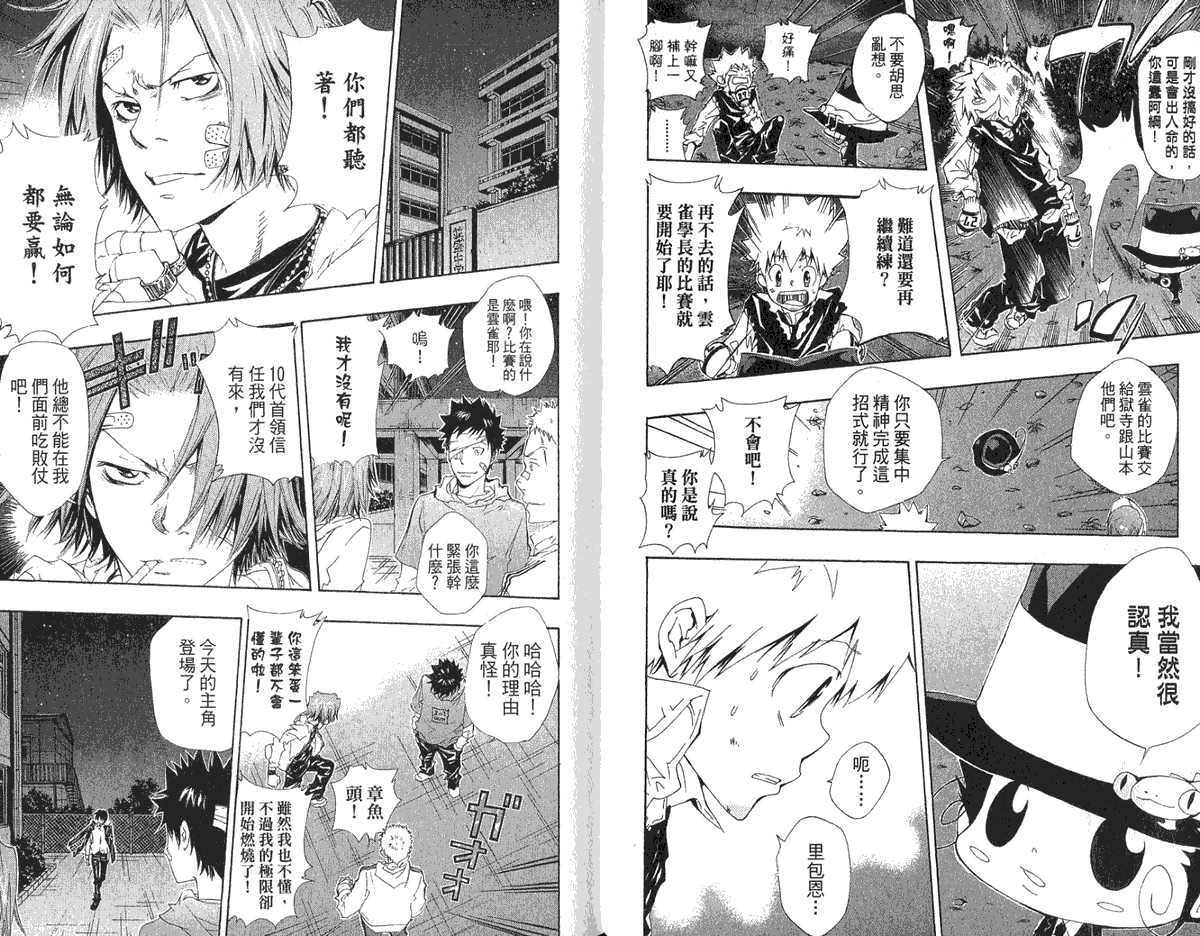 剛才沒搞好的話，
可是會出人命的，
你這蠢阿綱！
嗯啊！
不要胡思
亂想。
好痛！
幹嘛又
補上一
腳啊！
………
難道還要再
繼續練？
再不去的話，雲
雀學長的比賽就
要開始了耶！
雲雀的比賽交
給獄寺跟山本
他們吧。
你只要集中
精神完成這
招式就行了。
不會吧！
你是說
真的嗎？
我當然很
認真！
呃……
里包恩…
你們都聽
著！
無論如何
都要贏！
喂！你在說什
麼啊？比賽的
是雲雀耶！
嗚！
我才沒有呢！
你這麼
緊張幹
什麼？
10代首領信
任我們才沒
有來，
ギロッ
他總不能在我
們面前吃敗仗
吧！
哈哈哈！
你的理由
真怪！
你這笨蛋一
輩子都不會
懂的啦！
章魚
頭！
雖然我也不懂，
不過我的極限卻
開始燃燒了！
ガオオオ
今天的主角
登場了。